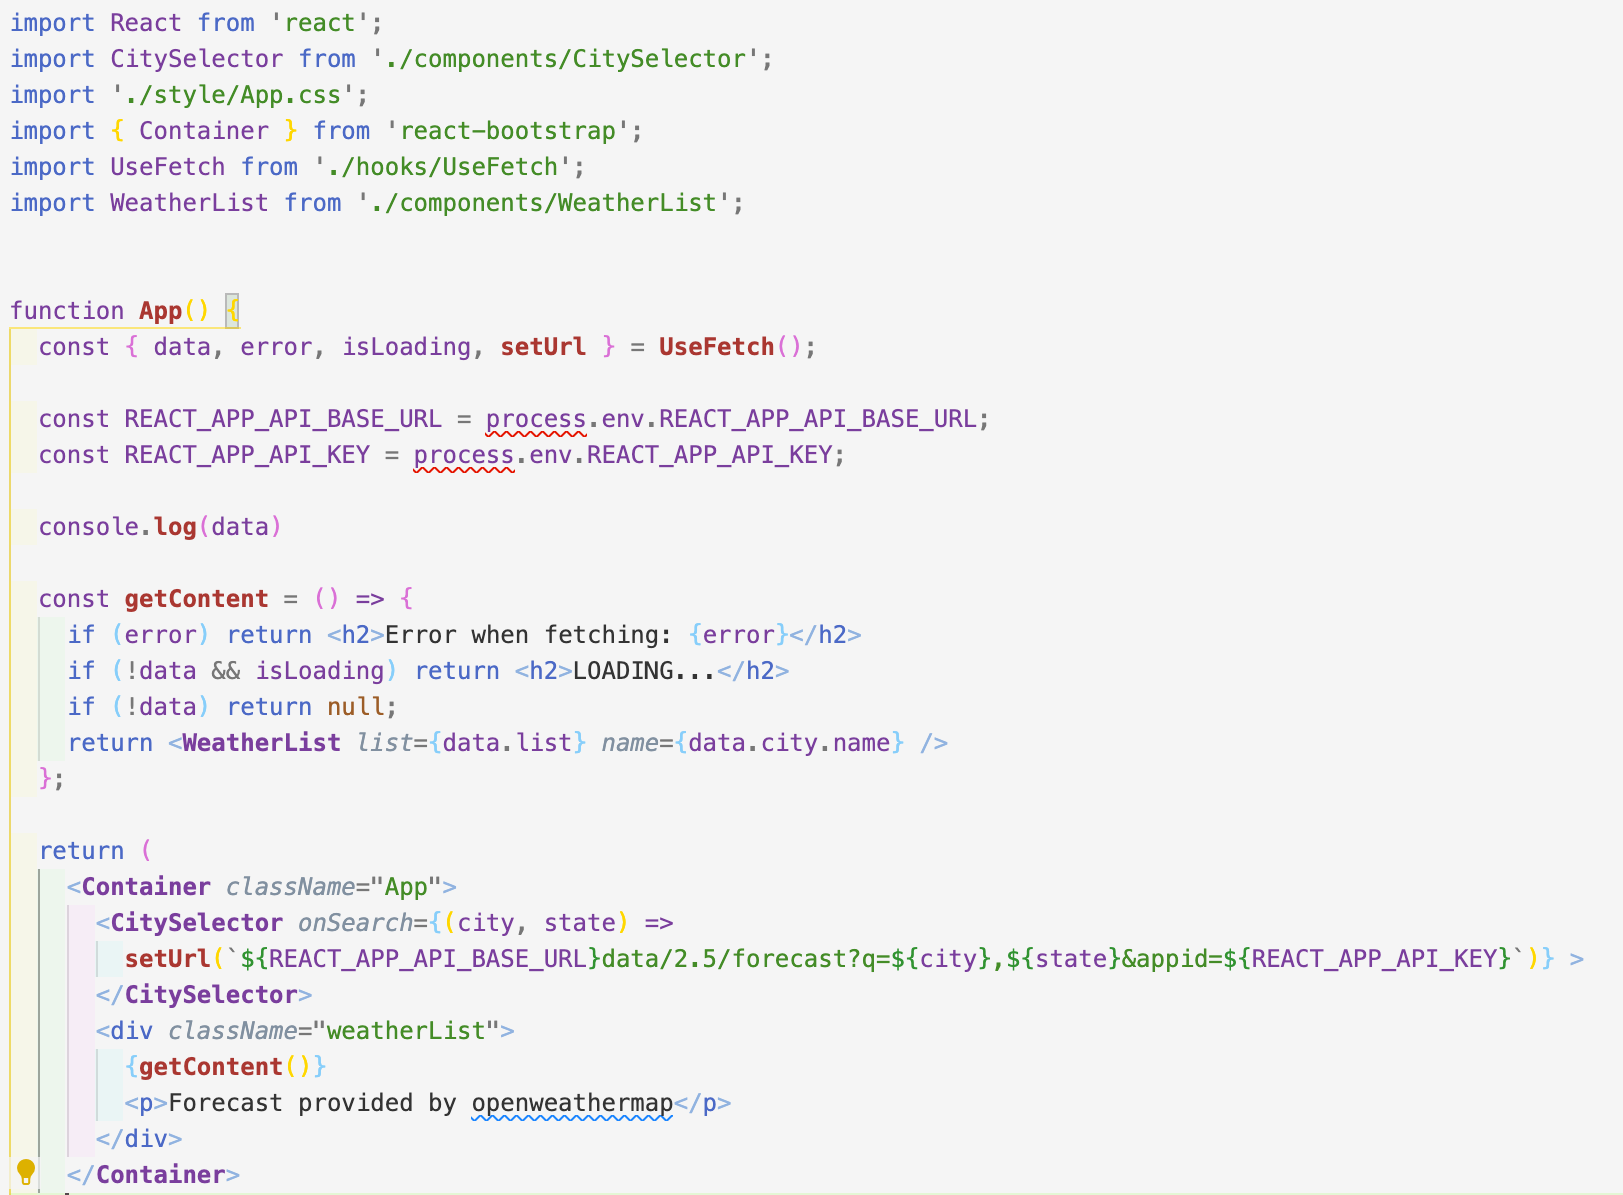 import React from 'react';
import CitySelector from './components/CitySelector';
import './style/App.css';
import { Container } from 'react-bootstrap';
import UseFetch from './hooks/UseFetch';
import WeatherList from './components/WeatherList';
function App() {
const { data, error, isLoading, setUrl } = UseFetch();
const REACT_APP_API_BASE_URL = process.env.REACT_APP_API_BASE_URL;
const REACT_APP_API_KEY = process.env.REACT_APP_API_KEY;
console.log(data)
const getContent = () => {
if (error) return <h2>Error when fetching: {error}</h2>
if (!data && isLoading) return <h2>LOADING...</h2>
if (!data) return null;
return <WeatherList list={data.list} name={data.city.name} />
};
return (
<Container className="App">
<CitySelector onSearch={(city, state) =>
setUrl(`${REACT_APP_API_BASE_URL}data/2.5/forecast?q=${city},${state}&appid=${REACT_APP_API_KEY}`)} >
</CitySelector>
<div className="weatherList">
{getContent()}
<p>Forecast provided by openweathermap</p>
</div>
</Container>